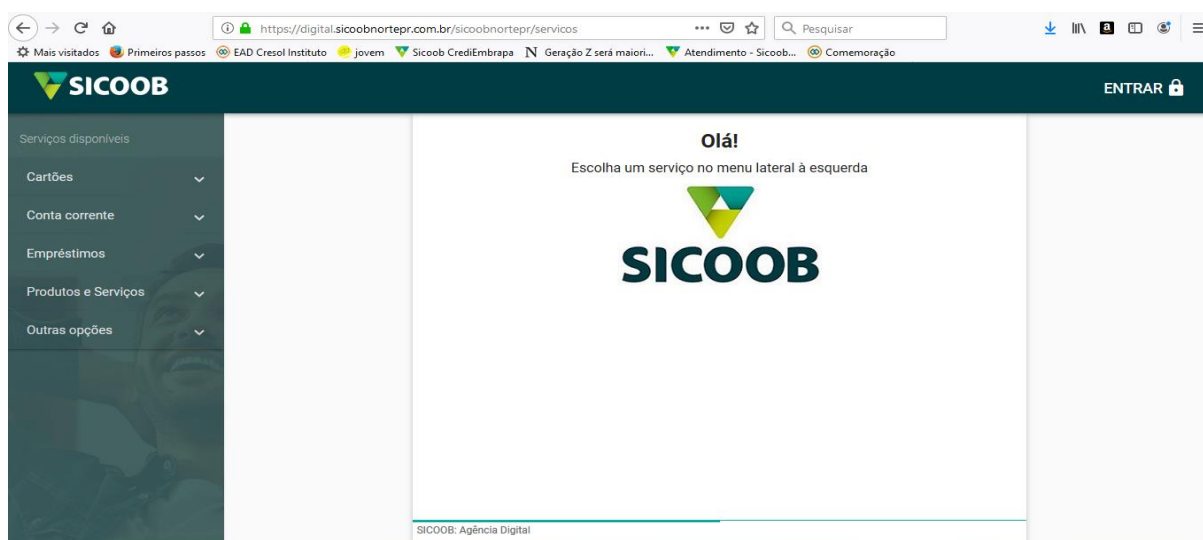 https://digital.sicoobnortepr.com.br/sicoobnortepr/servicos
Pesquisar
Mais visitados Primeiros passos EAD Cresol Instituto jovem Sicoob CrediEmbrapa N Geração Z será maiori... Atendimento - Sicoob... Comemoração
SICOOB
ENTRAR
Serviços disponíveis
Cartões
Conta corrente
Empréstimos
Produtos e Serviços
Outras opções
Olá!
Escolha um serviço no menu lateral à esquerda
SICOOB
SICOOB: Agência Digital